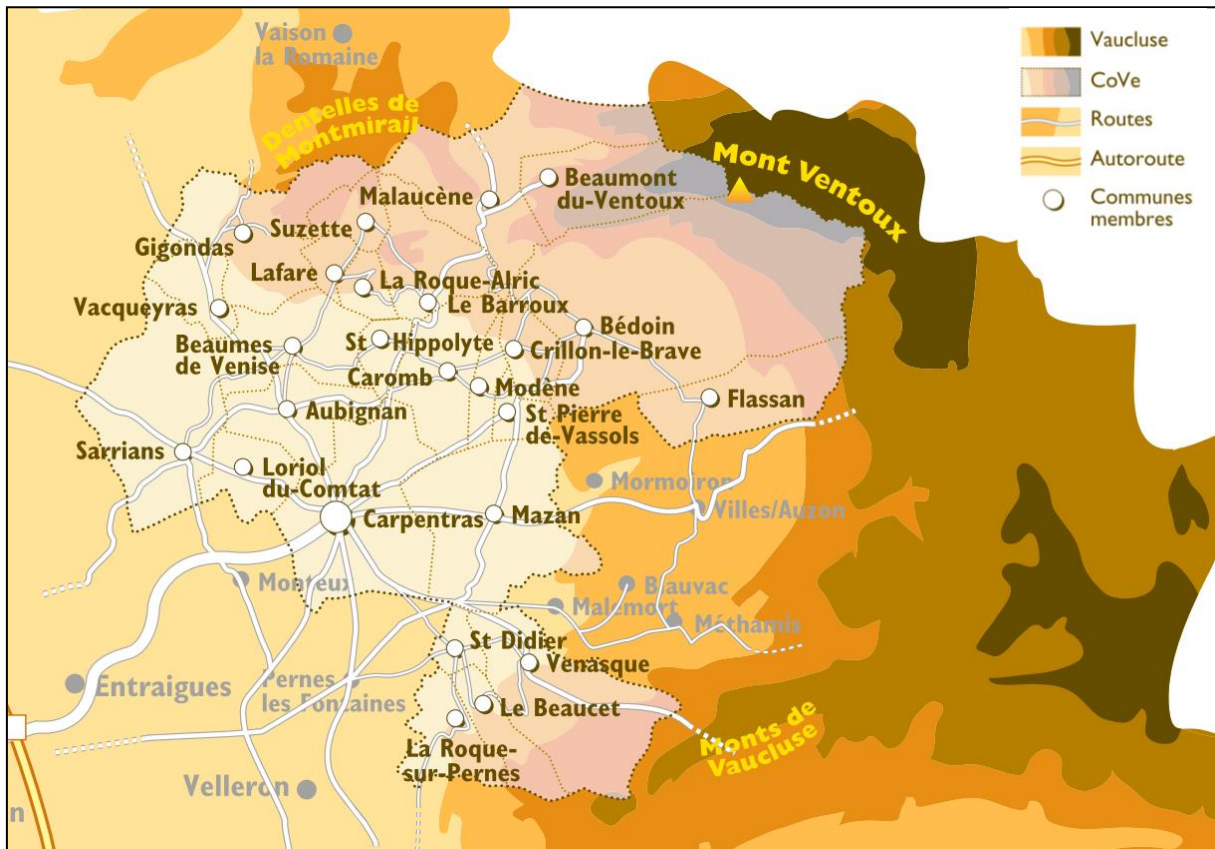 Vaison
la Romaine
Dentelles de
Montmirail
Vaucluse
CoVe
Routes
Autoroute
Communes
membres
Mont Ventoux
Malaucène
Beaumont
du-Ventoux
Suzette
Gigondas
Lafare
La Roque-Alric
Vacqueyras
Le Barroux
Bédoin
Beaumes
de Venise
St Hippolyte
Crillon-le-Brave
Caromb
Modène
Flassan
Aubignan
St Pierre
de-Vassols
Sarrians
Loriol
du-Comtat
Mormoiron
Carpentras
Mazan
Villes/Auzon
Monteux
Blauvac
Malemort
Méthamis
St Didier
Venasque
Entraigues
Pernes
les Fontaines
Le Beaucet
La Roque-
sur-Pernes
Monts de
Vaucluse
Velleron
n